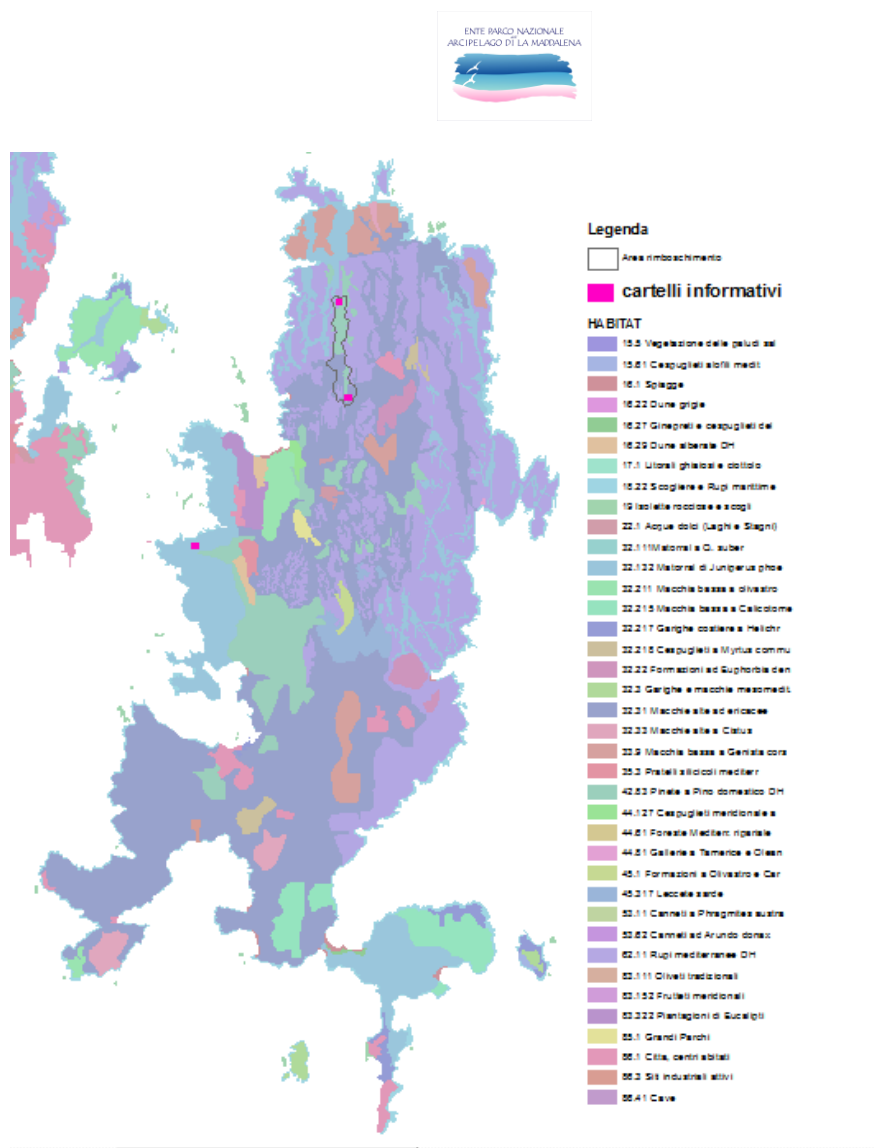 ENTE PARCO NAZIONALE
ARCIPELAGO DI LA MADDALENA
Legenda
Area rimboschimento
cartelli informativi
HABITAT
15.5 Vegetazione delle paludi sal
15.81 Cespuglieti alofili medit
16.1 Spiagge
16.22 Dune grigie
16.27 Ginepreti e cespuglieti dei
16.29 Dune alberate DH
17.1 Litorali ghiaiosi e ciottolo
18.22 Scogliere e Rupi marittime
19 Isolette rocciose e scogli
22.1 Acque dolci (Laghi e Stagni)
32.111Matorral a Q. suber
32.132 Matorral di Juniperus phoe
32.211 Macchia bassa a olivastro
32.215 Macchia bassa a Calicotome
32.217 Garighe costiere a Helichr
32.218 Cespuglieti a Myrtus commu
32.22 Formazioni ad Euphorbia den
32.3 Garighe e macchie mesomedit.
32.31 Macchie alte ad ericacee
32.33 Macchie alte a Cistus
33.9 Macchia bassa a Genista cors
35.3 Pratelli silicicoli mediterr
42.83 Pinete a Pino domestico DH
44.127 Cespuglieti meridionale a
44.61 Foreste Mediterr. ripariale
44.81 Gallerie a Tamerice e Olean
45.1 Formazioni a Olivastro e Car
45.317 Leccete sarde
53.11 Canneti a Phragmites austra
53.62 Canneti ad Arundo donax
62.11 Rupi mediterranee DH
83.111 Oliveti tradizionali
83.152 Frutteti meridionali
83.322 Piantagioni di Eucalipti
85.1 Grandi Parchi
86.1 Citta, centri abitati
86.3 Siti industriali attivi
86.41 Cave